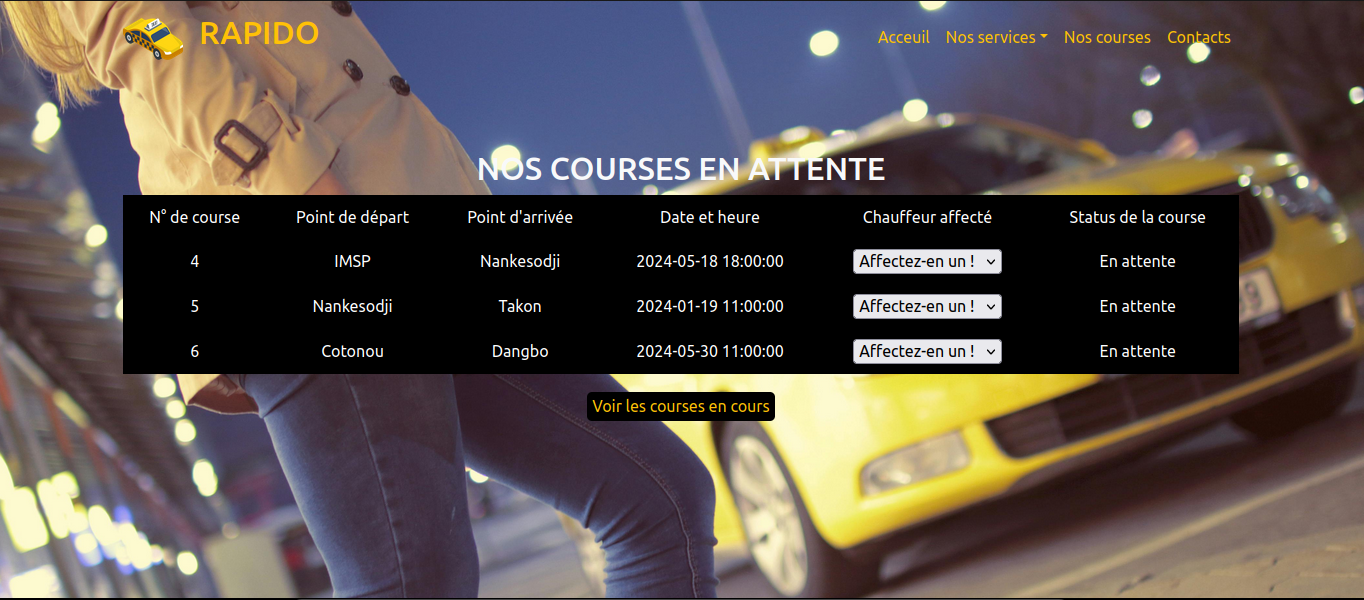 RAPIDO
Acceuil Nos services Nos courses Contacts
NOS COURSES EN ATTENTE
N° de course Point de départ Point d'arrivée Date et heure Chauffeur affecté Status de la course
4 IMSP Nankesodji 2024-05-18 18:00:00 Affectez-en un ! En attente
5 Nankesodji Takon 2024-01-19 11:00:00 Affectez-en un ! En attente
6 Cotonou Dangbo 2024-05-30 11:00:00 Affectez-en un ! En attente
Voir les courses en cours